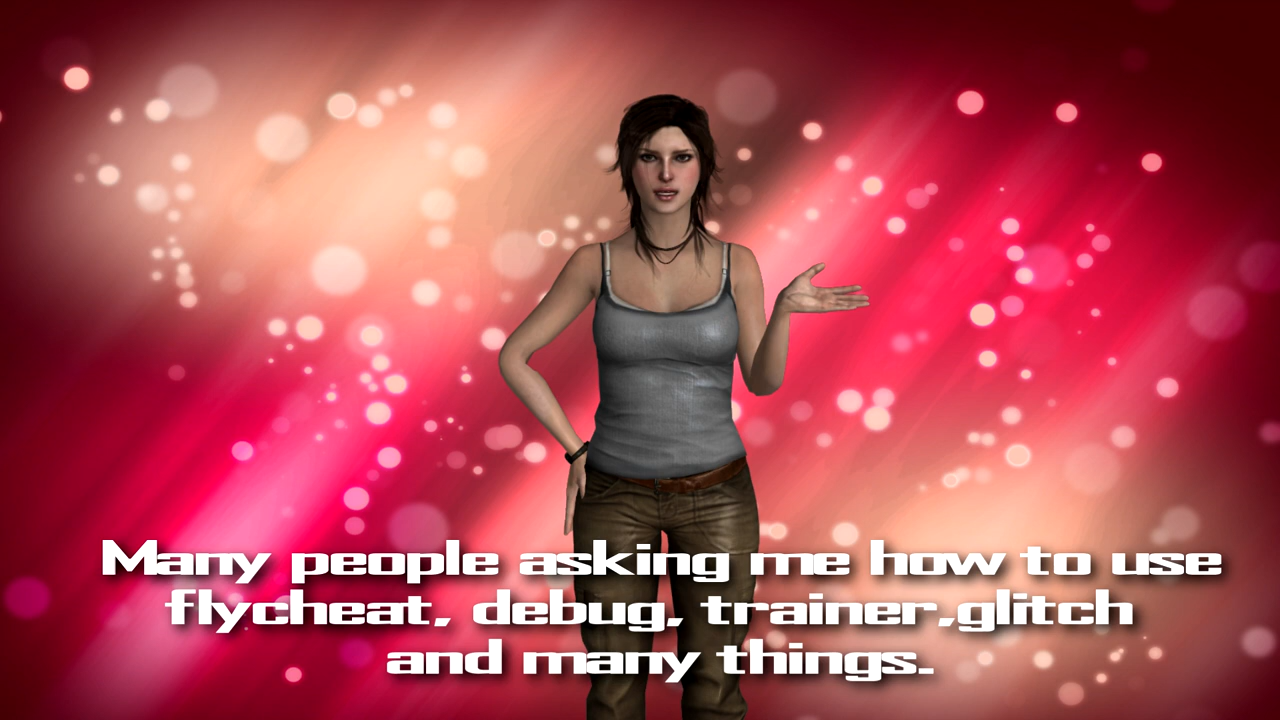 Many people asking me how to use
flycheat, debug, trainer,glitch
and many things.